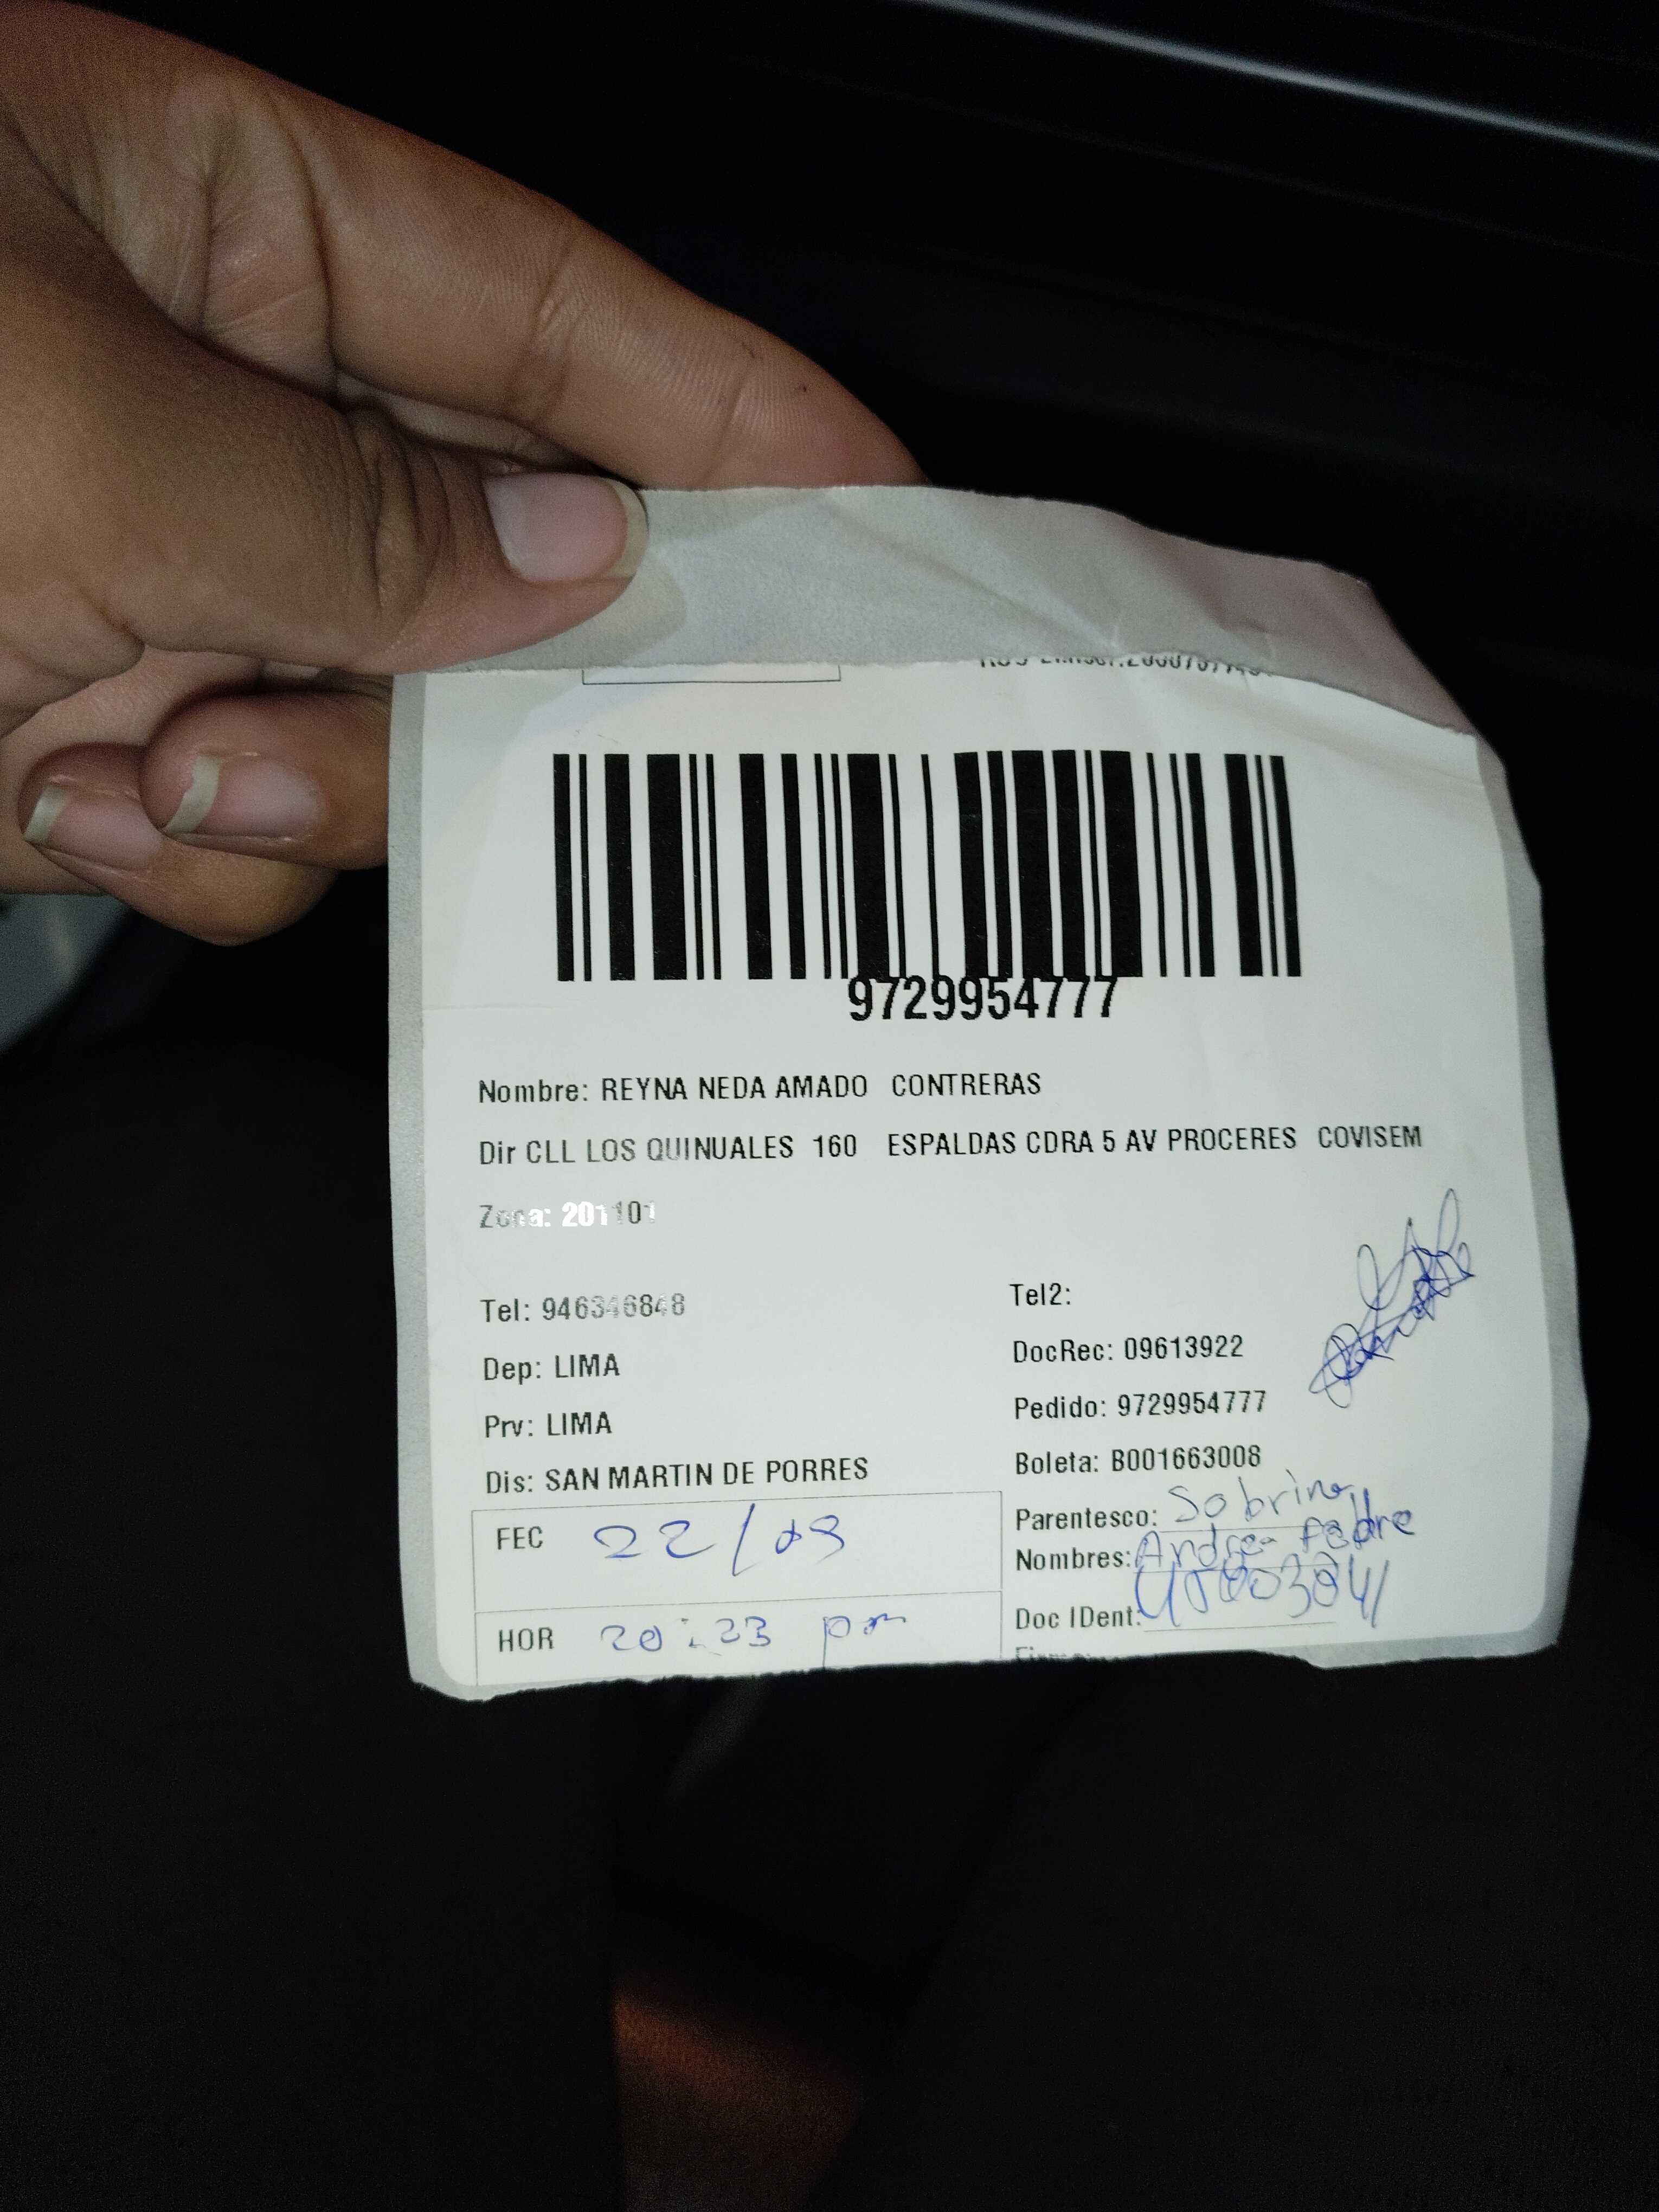 9729954777
Nombre: REYNA NEDA AMADO CONTRERAS
Dir CLL LOS QUINUALES 160 ESPALDAS CDRA 5 AV PROCERES COVISEM
Zona: 201101
Tel: 946346848 Tel2:
Dep: LIMA DocRec: 09613922
Prv: LIMA Pedido: 9729954777
Dis: SAN MARTIN DE PORRES Boleta: B001663008
FEC 22/09 Parentesco: Sobrina
Nombres: Andrea
HOR 20:23 pm Doc IDent: